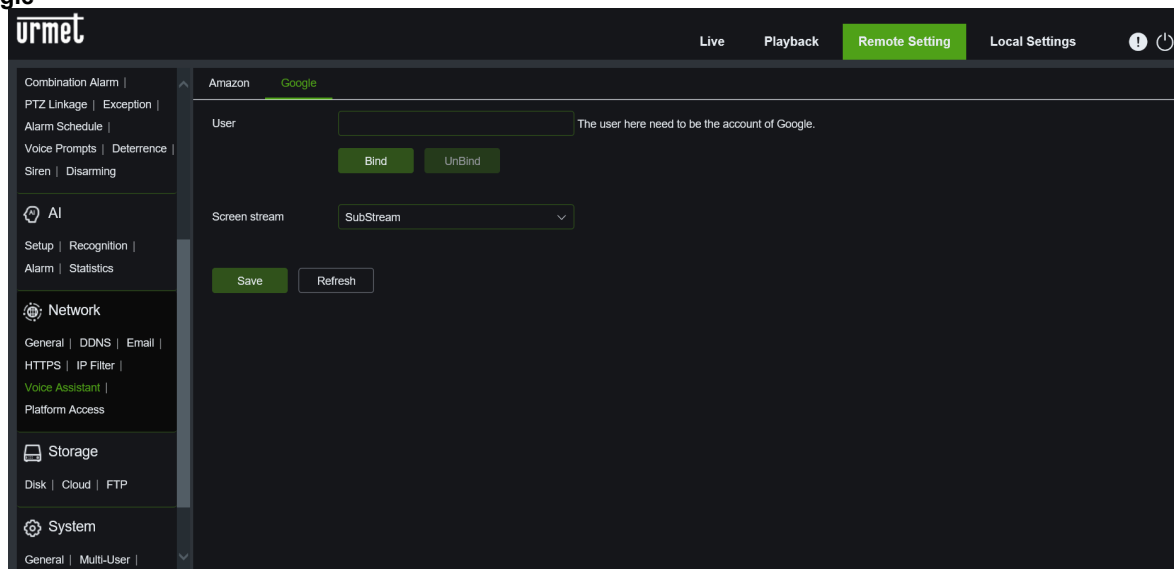 gle
urmet
Live Playback Remote Setting Local Settings
Combination Alarm |
PTZ Linkage | Exception |
Alarm Schedule |
Voice Prompts | Deterrence |
Siren | Disarming
AI
Setup | Recognition |
Alarm | Statistics
Network
General | DDNS | Email |
HTTPS | IP Filter |
Voice Assistant |
Platform Access
Storage
Disk | Cloud | FTP
System
General | Multi-User |
Amazon Google
User The user here need to be the account of Google.
Bind UnBind
Screen stream SubStream
Save Refresh